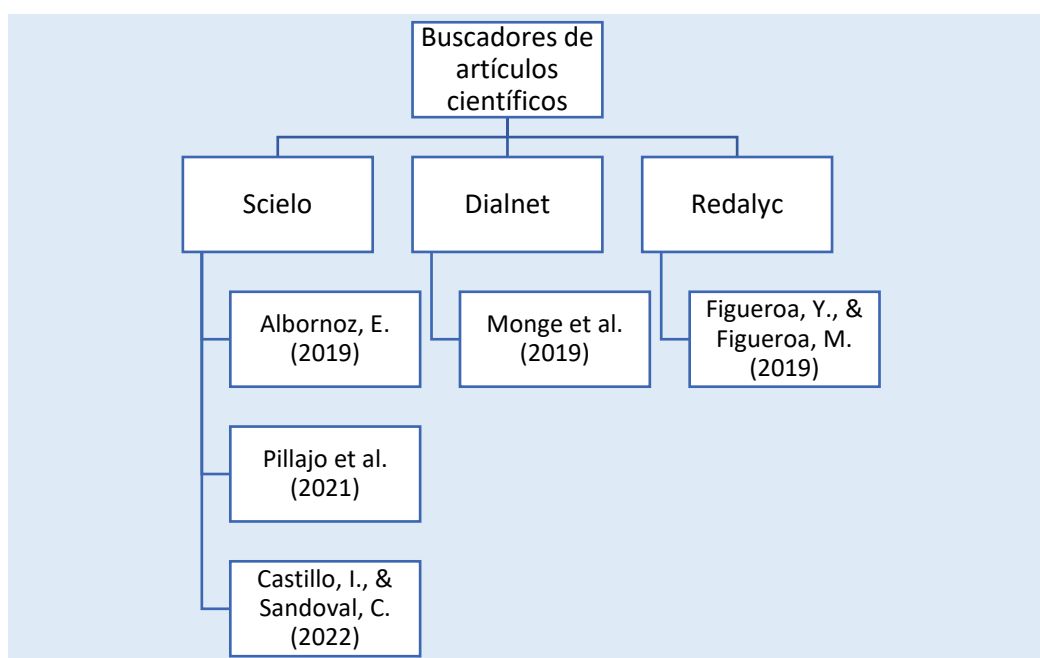 Buscadores de
artículos
científicos
Scielo
Dialnet
Redalyc
Albornoz, E.
(2019)
Monge et al.
(2019)
Figueroa, Y., &
Figueroa, M.
(2019)
Pillajo et al.
(2021)
Castillo, I., &
Sandoval, C.
(2022)